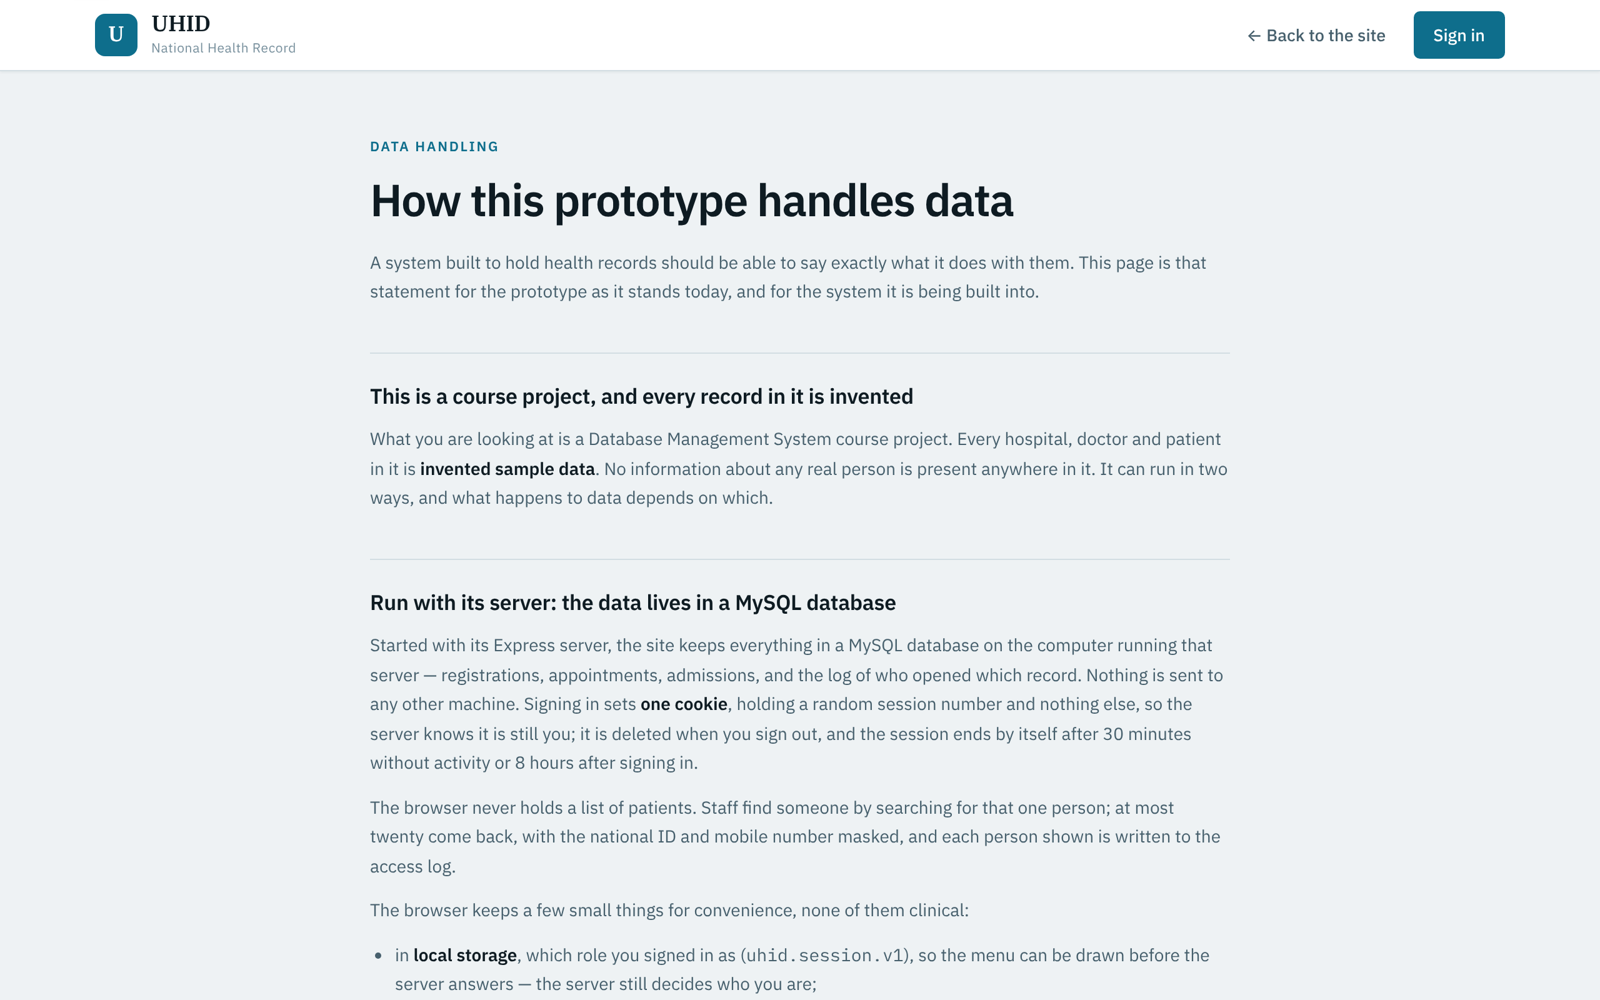 U
UHID
National Health Record
← Back to the site
Sign in
DATA HANDLING
How this prototype handles data
A system built to hold health records should be able to say exactly what it does with them. This page is that
statement for the prototype as it stands today, and for the system it is being built into.
This is a course project, and every record in it is invented
What you are looking at is a Database Management System course project. Every hospital, doctor and patient
in it is invented sample data. No information about any real person is present anywhere in it. It can run in two
ways, and what happens to data depends on which.
Run with its server: the data lives in a MySQL database
Started with its Express server, the site keeps everything in a MySQL database on the computer running that
server — registrations, appointments, admissions, and the log of who opened which record. Nothing is sent to
any other machine. Signing in sets one cookie, holding a random session number and nothing else, so the
server knows it is still you; it is deleted when you sign out, and the session ends by itself after 30 minutes
without activity or 8 hours after signing in.
The browser never holds a list of patients. Staff find someone by searching for that one person; at most
twenty come back, with the national ID and mobile number masked, and each person shown is written to the
access log.
The browser keeps a few small things for convenience, none of them clinical:
• in local storage, which role you signed in as (uhid.session.v1), so the menu can be drawn before the
server answers — the server still decides who you are;